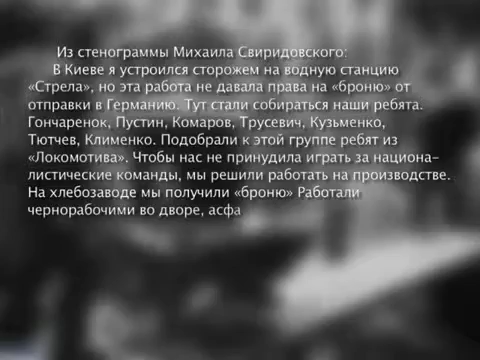 Из стенограммы Михаила Свиридовского:
В Киеве я устроился сторожем на водную станцию
«Стрела», но эта работа не давала права на «броню» от
отправки в Германию. Тут стали собираться наши ребята.
Гончаренок, Пустин, Комаров, Трусевич, Кузьменко,
Тютчев, Клименко. Подобрали к этой группе ребят из
«Локомотива». Чтобы нас не принудила играть за национа-
листические команды, мы решили работать на производстве.
На хлебозаводе мы получили «броню» Работали
чернорабочими во дворе, асфа